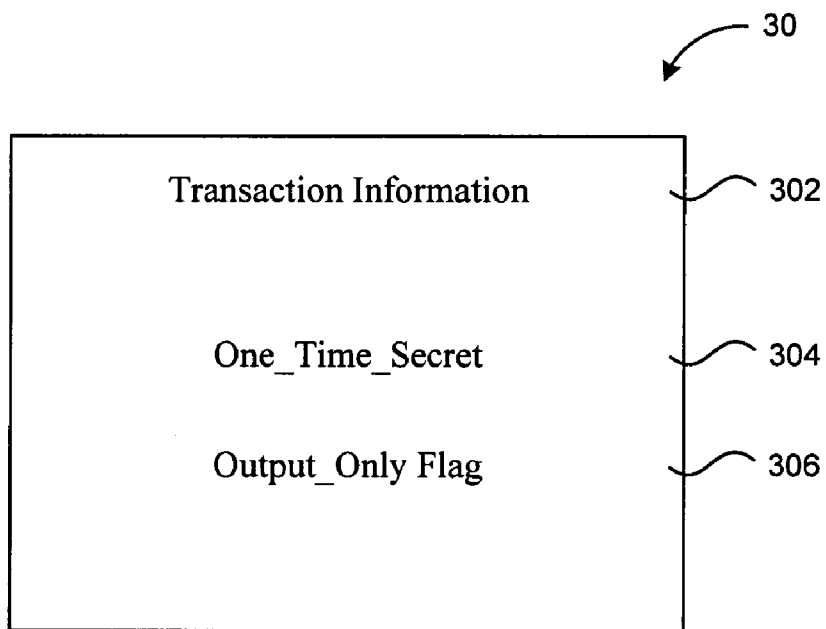 30
Transaction Information 302
One_Time_Secret 304
Output_Only Flag 306